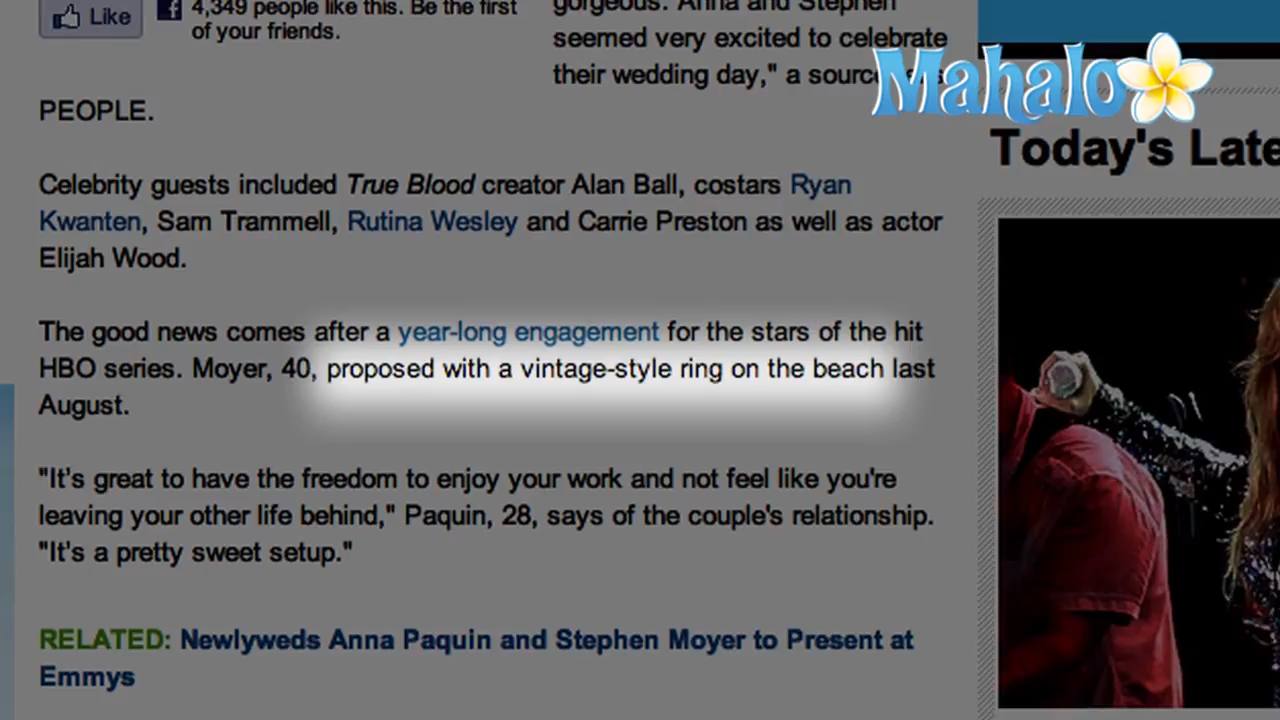 Like
4,349 people like this. Be the first
of your friends.
gorgeous. Anna and Stephen
seemed very excited to celebrate
their wedding day," a source
PEOPLE.
Mahalo
Today's Late
Celebrity guests included True Blood creator Alan Ball, costars Ryan
Kwanten, Sam Trammell, Rutina Wesley and Carrie Preston as well as actor
Elijah Wood.
The good news comes after a year-long engagement for the stars of the hit
HBO series. Moyer, 40, proposed with a vintage-style ring on the beach last
August.
"It's great to have the freedom to enjoy your work and not feel like you're
leaving your other life behind," Paquin, 28, says of the couple's relationship.
"It's a pretty sweet setup."
RELATED: Newlyweds Anna Paquin and Stephen Moyer to Present at
Emmys